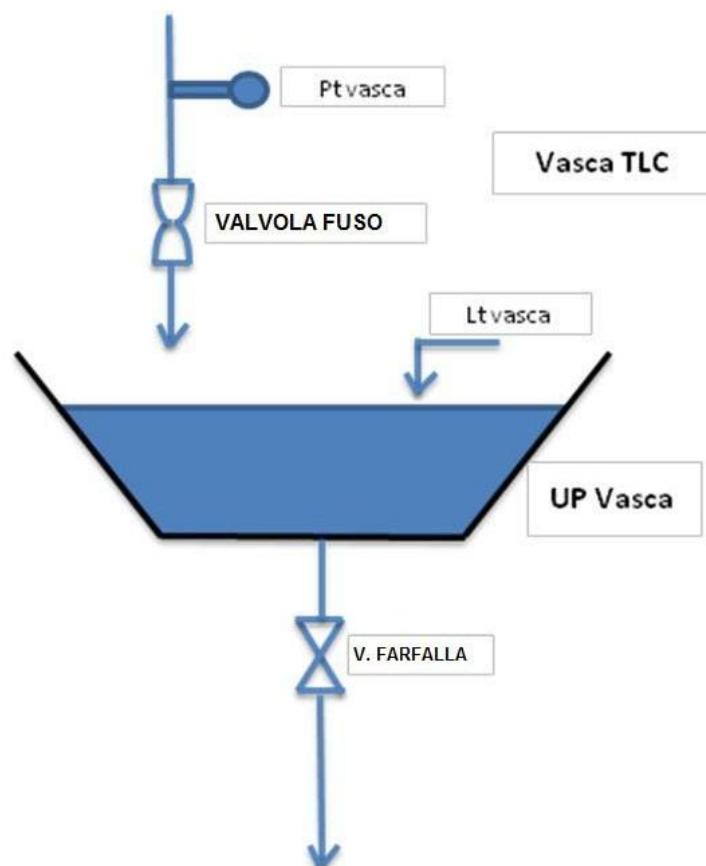 Pt vasca
Vasca TLC
VALVOLA FUSO
Lt vasca
UP Vasca
V. FARFALLA